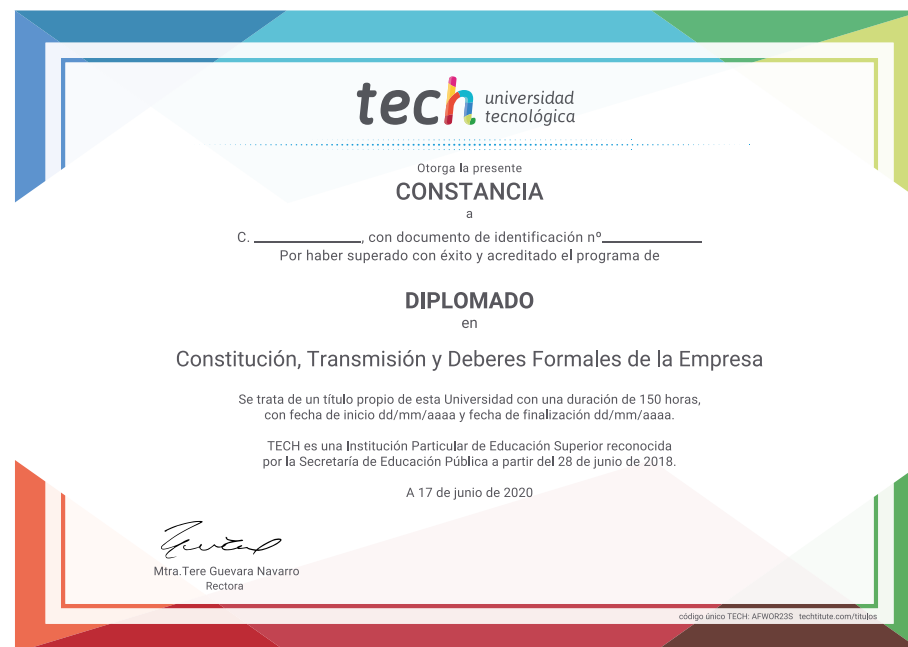 tech universidad
tecnológica
Otorga la presente
CONSTANCIA
a
C. ____________, con documento de identificación nº____________
Por haber superado con éxito y acreditado el programa de
DIPLOMADO
en
Constitución, Transmisión y Deberes Formales de la Empresa
Se trata de un título propio de esta Universidad con una duración de 150 horas,
con fecha de inicio dd/mm/aaaa y fecha de finalización dd/mm/aaaa.
TECH es una Institución Particular de Educación Superior reconocida
por la Secretaría de Educación Pública a partir del 28 de junio de 2018.
A 17 de junio de 2020
Mtra.Tere Guevara Navarro
Rectora
código único TECH: AFWOR23S techtitute.com/titulos